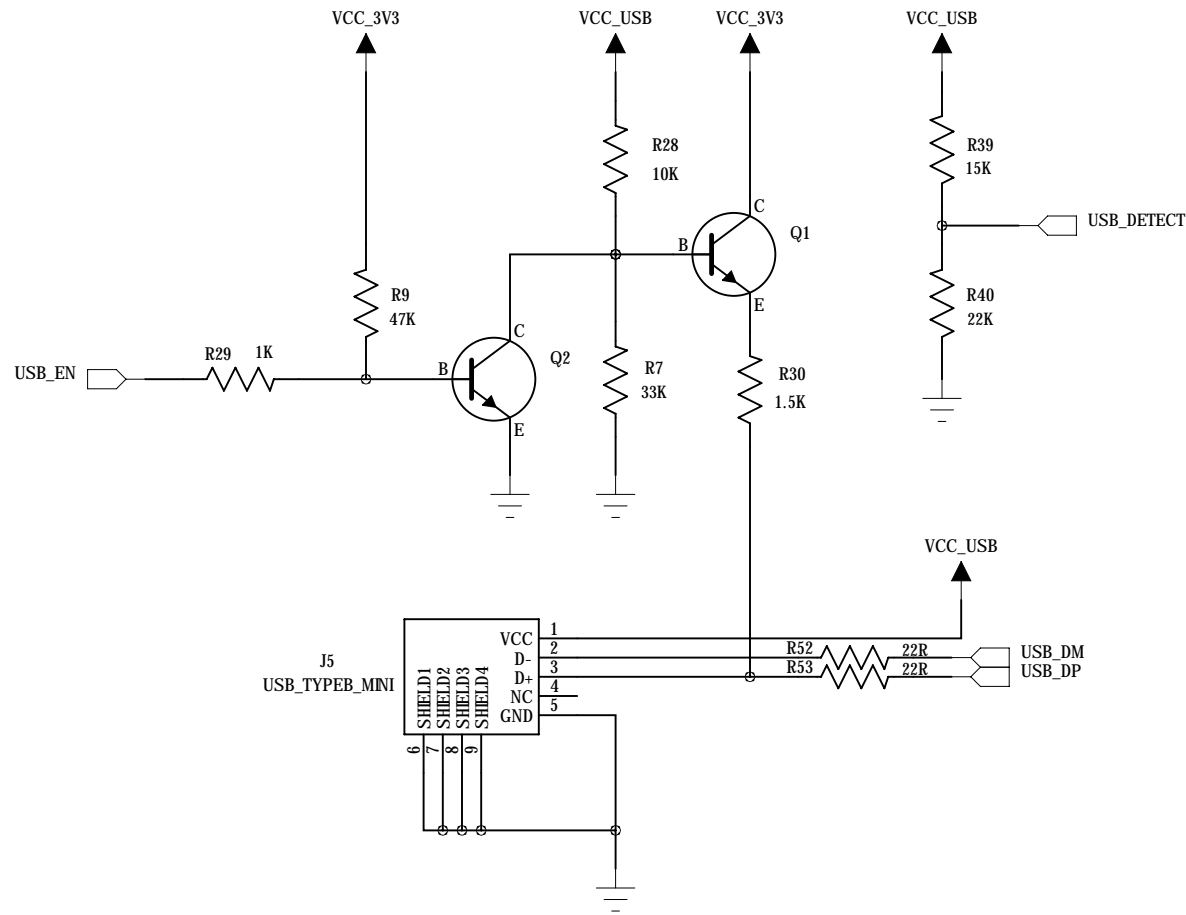 VCC_3V3
VCC_USB
VCC_3V3
VCC_USB
R28
10K
R39
15K
C
B
Q1
E
USB_DETECT
R9
47K
R40
22K
R29 1K
USB_EN
C
B
Q2
E
R7
33K
R30
1.5K
VCC_USB
J5
USB_TYPEB_MINI
VCC 1
D- 2
D+ 3
NC 4
GND 5
SHIELD1
SHIELD2
SHIELD3
SHIELD4
6
7
8
9
R52 22R USB_DM
R53 22R USB_DP